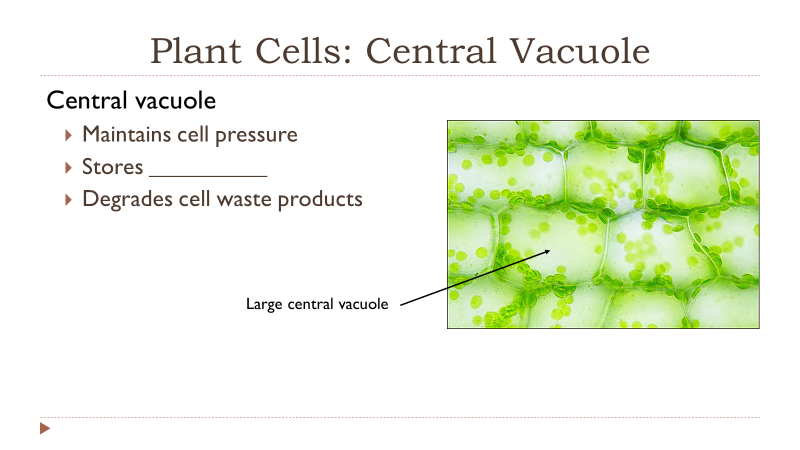 Plant Cells: Central Vacuole
Central vacuole
Maintains cell pressure
Stores __________
Degrades cell waste products
Large central vacuole